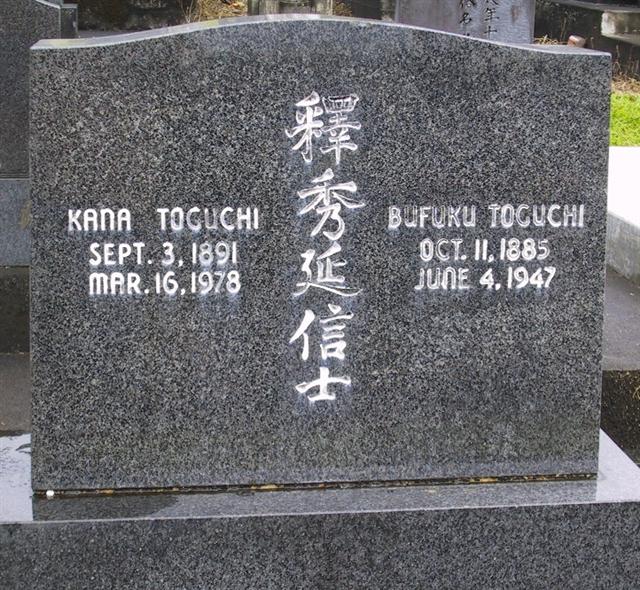 KANA TOGUCHI
SEPT. 3, 1891
MAR. 16, 1978
釋秀延信士
BUFUKU TOGUCHI
OCT. 11, 1885
JUNE 4, 1947